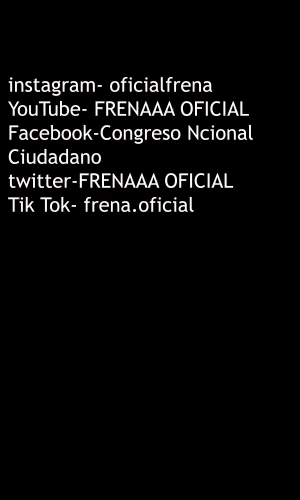 instagram- oficialfrena
YouTube- FRENAAA OFICIAL
Facebook-Congreso Ncional
Ciudadano
twitter-FRENAAA OFICIAL
Tik Tok- frena.oficial